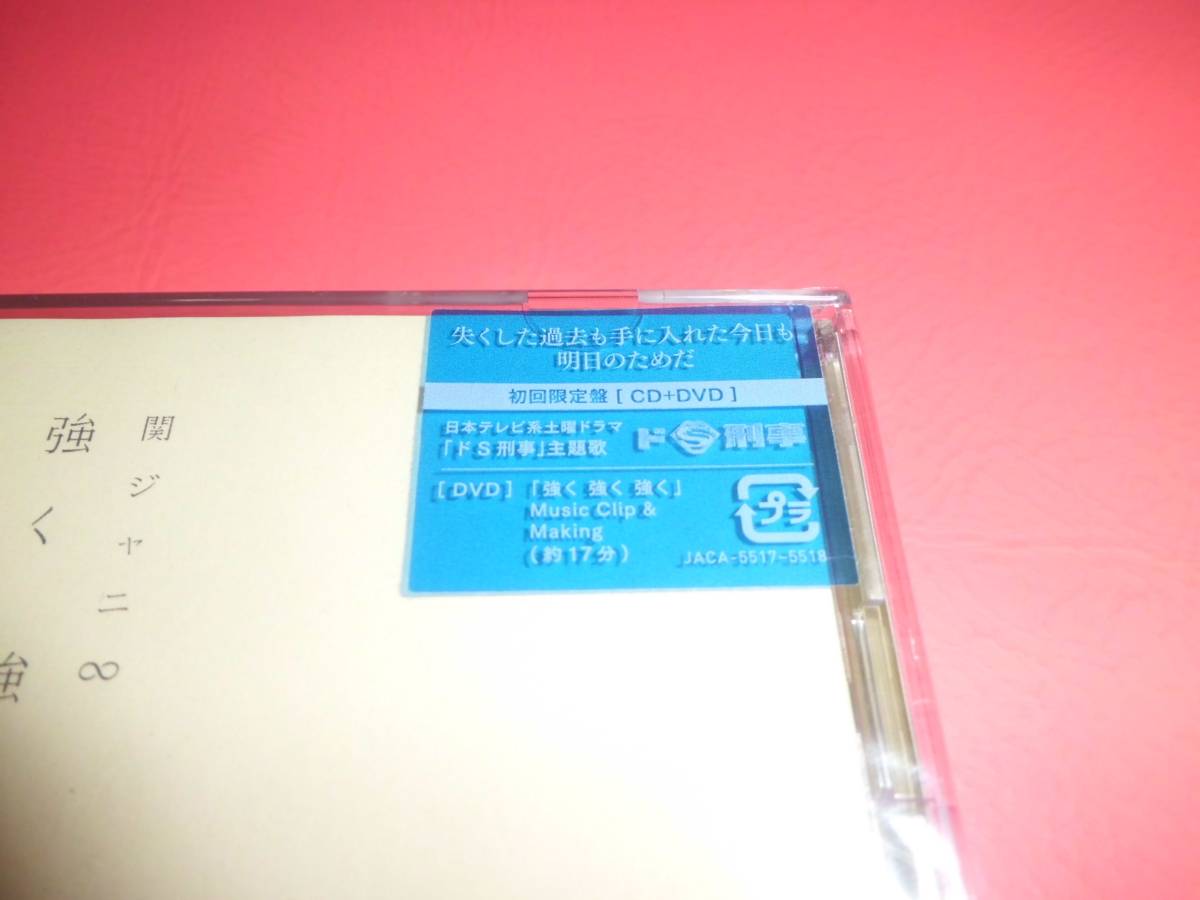 失くした過去も手に入れた今日も
明日のためだ
初回限定盤 [ CD+DVD ]
日本テレビ系土曜ドラマ
「ドS刑事」主題歌
ドS刑事
[ DVD ] 「強く 強く 強く」
Music Clip &
Making
(約17分)
プラ
JACA-5517~5518
関ジャニ∞
強く
強